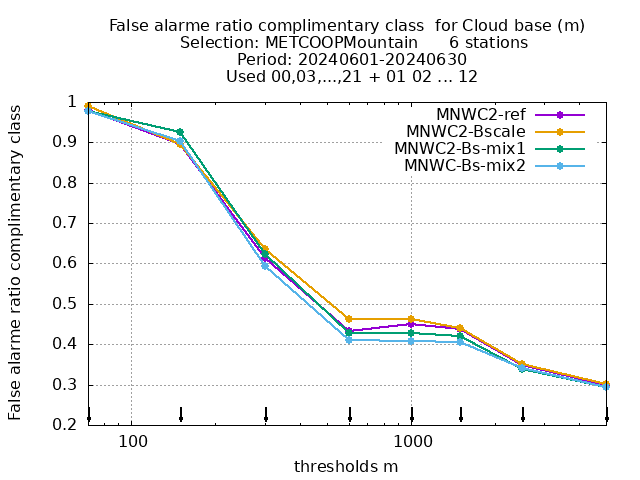 False alarme ratio complimentary class  for Cloud base (m)
Selection: METCOOPMountain      6 stations
Period: 20240601-20240630
Used 00,03,...,21 + 01 02 ... 12
False alarme ratio complimentary class
1
0.9
0.8
0.7
0.6
0.5
0.4
0.3
0.2
MNWC2-ref
MNWC2-Bscale
MNWC2-Bs-mix1
MNWC-Bs-mix2
100
1000
thresholds m